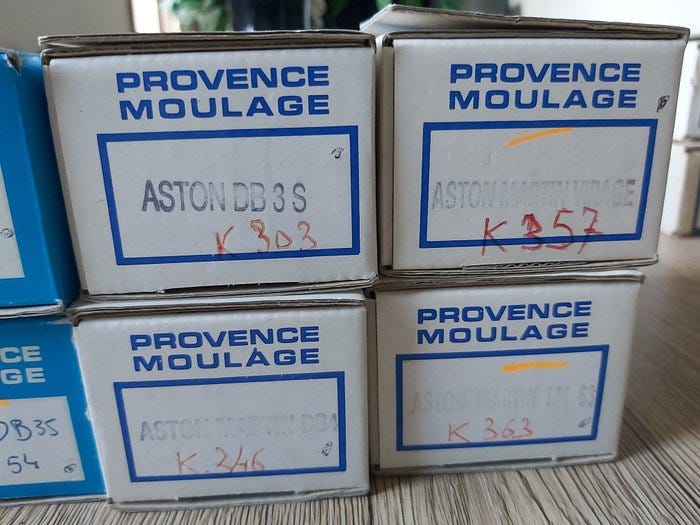 PROVENCE
MOULAGE
ASTON DB 3 S
K 303
PROVENCE
MOULAGE
ASTON MARTIN VIRAGE
K 357
PROVENCE
MOULAGE
ASTON MARTIN DB4
K.346
PROVENCE
MOULAGE
ASTON MARTIN LM 63
K 363
CE
GE
DB3S
54